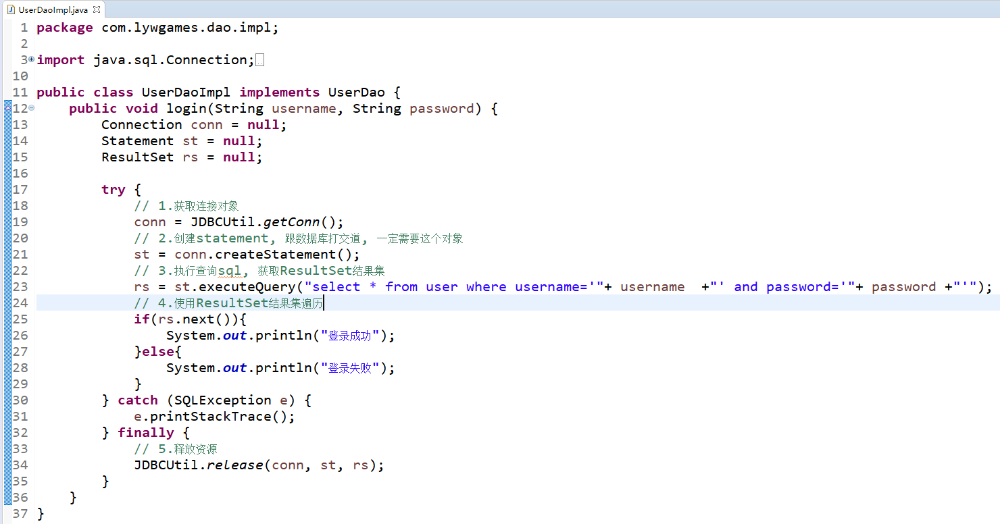 UserDaoImpl.java
1 package com.lywgames.dao.impl;
2
3 import java.sql.Connection;
10
11 public class UserDaoImpl implements UserDao {
12     public void login(String username, String password) {
13         Connection conn = null;
14         Statement st = null;
15         ResultSet rs = null;
16
17         try {
18             // 1.获取连接对象
19             conn = JDBCUtil.getConn();
20             // 2.创建statement, 跟数据库打交道, 一定需要这个对象
21             st = conn.createStatement();
22             // 3.执行查询sql, 获取ResultSet结果集
23             rs = st.executeQuery("select * from user where username='"+ username  +"' and password='"+ password +"'");
24             // 4.使用ResultSet结果集遍历
25             if(rs.next()){
26                 System.out.println("登录成功");
27             }else{
28                 System.out.println("登录失败");
29             }
30         } catch (SQLException e) {
31             e.printStackTrace();
32         } finally {
33             // 5.释放资源
34             JDBCUtil.release(conn, st, rs);
35         }
36     }
37 }